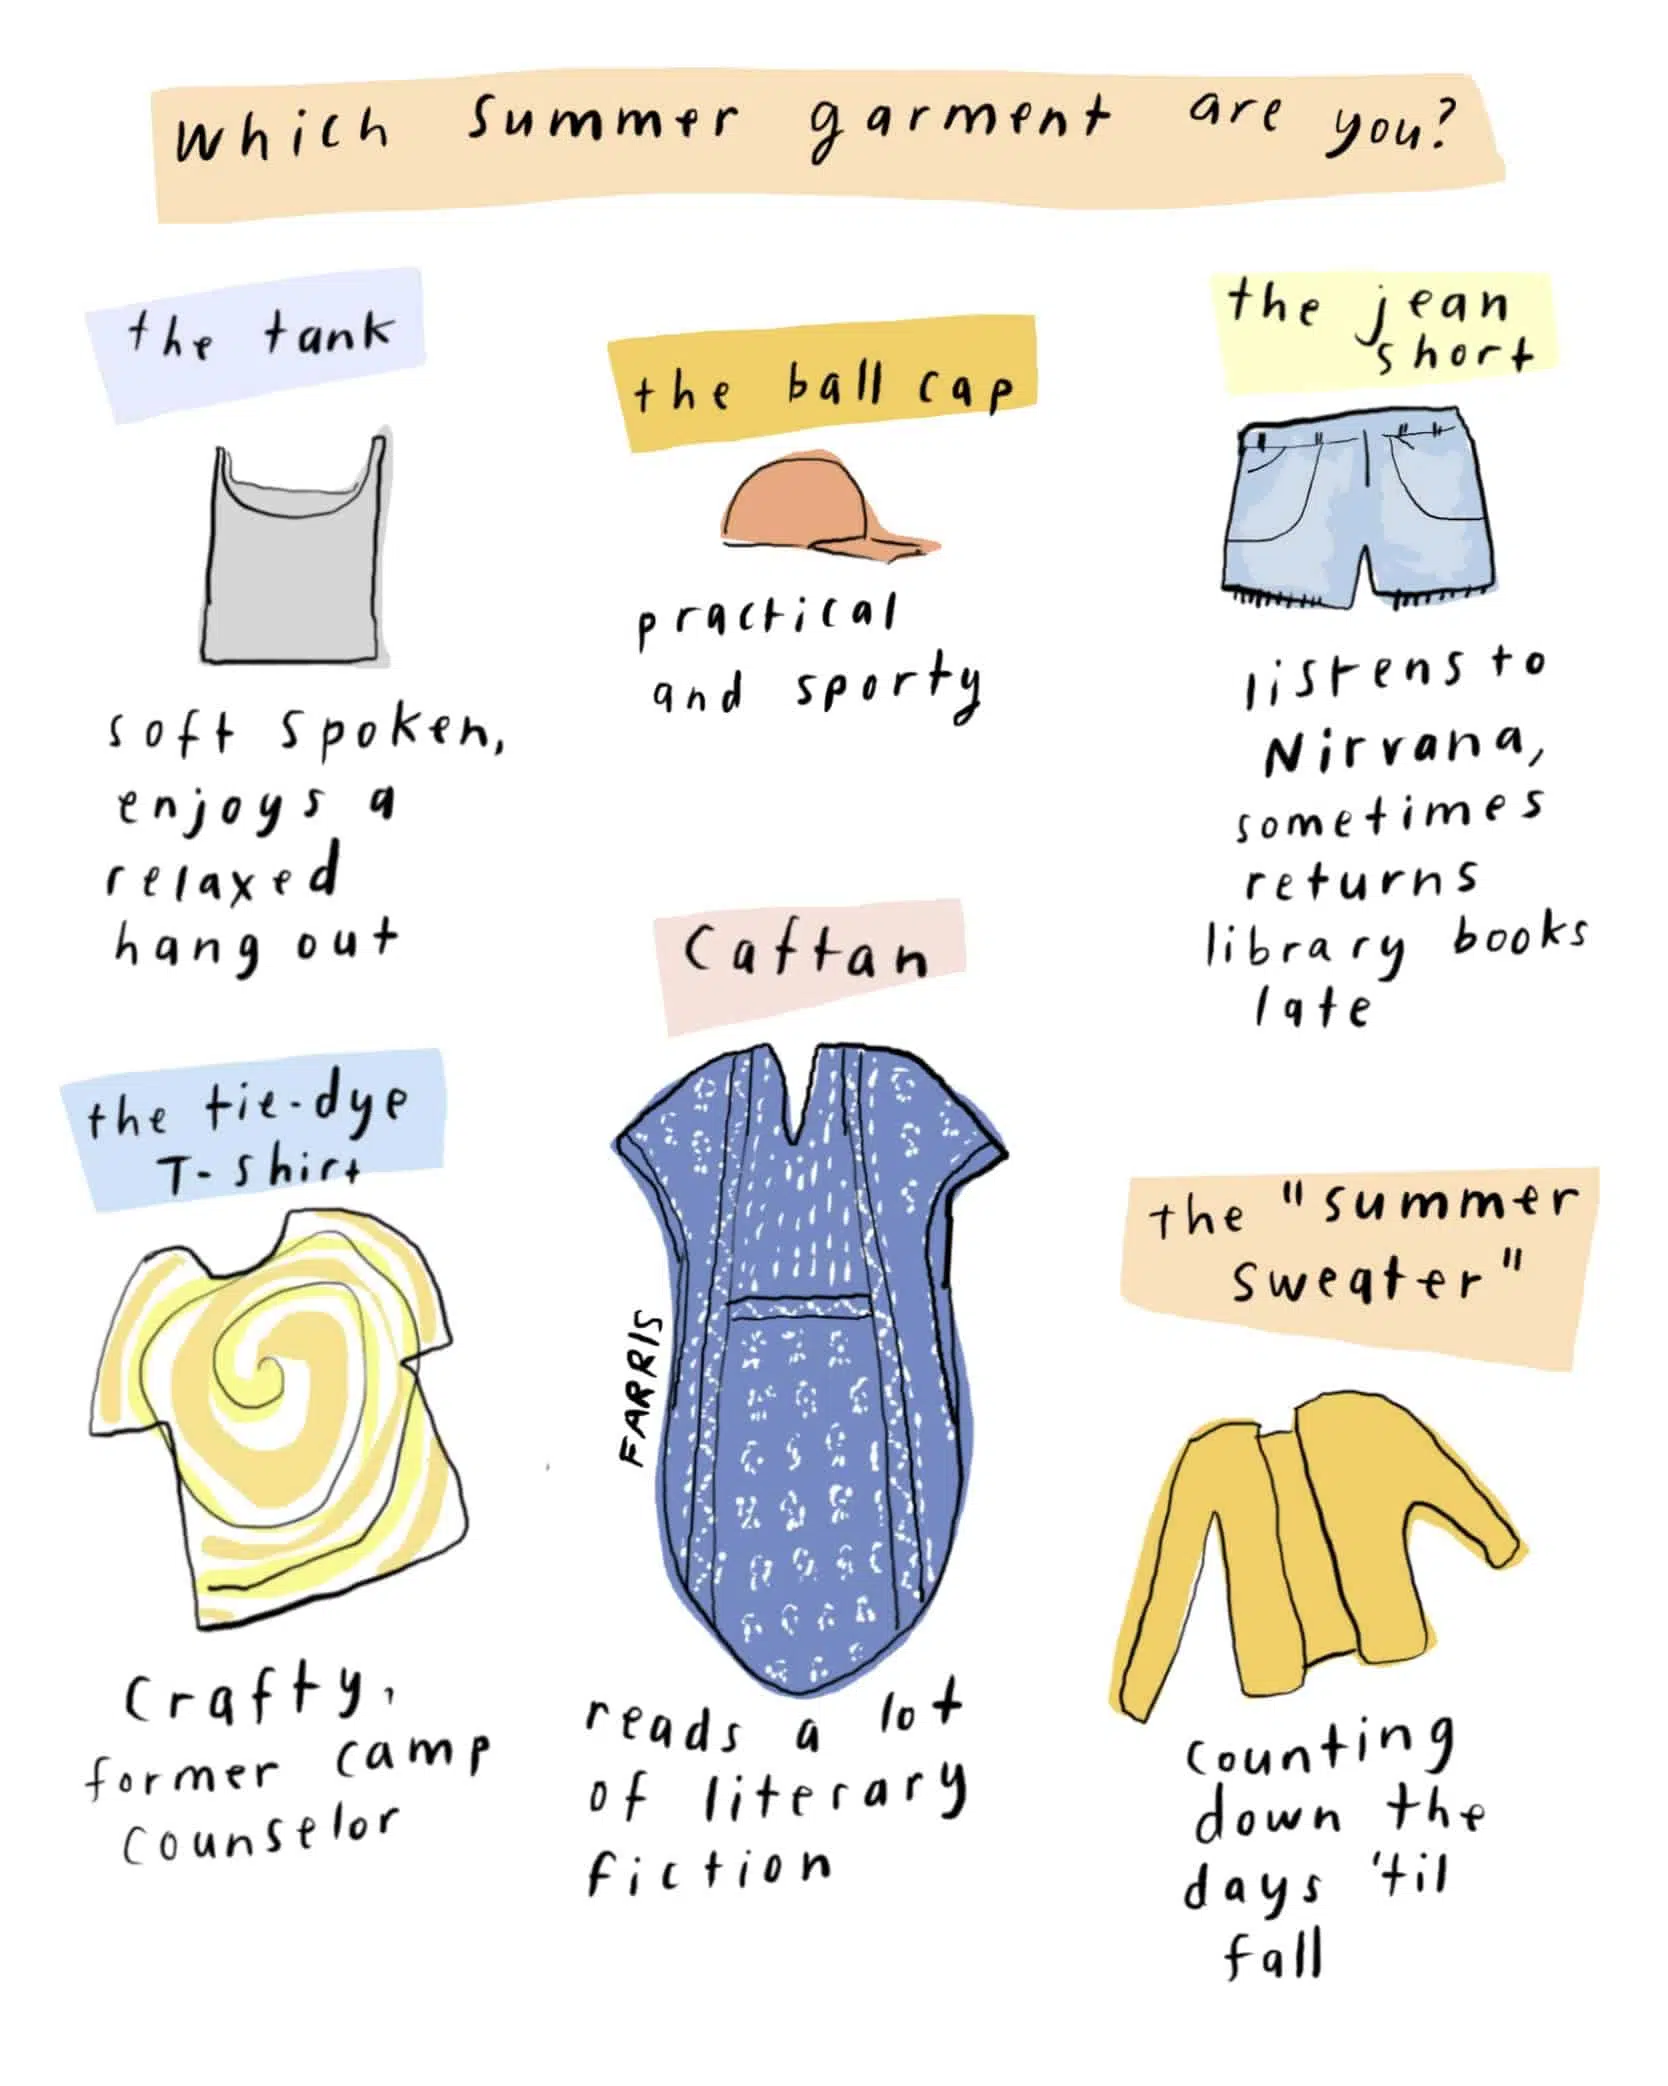 Which summer garment are you?
the tank
soft spoken,
enjoys a
relaxed
hang out
the ball cap
practical
and sporty
the jean
short
listens to
Nirvana,
sometimes
returns
library books
late
the tie-dye
T-shirt
Crafty,
former camp
counselor
Caftan
FARRIS
reads a lot
of literary
fiction
the "summer
sweater"
counting
down the
days 'til
fall